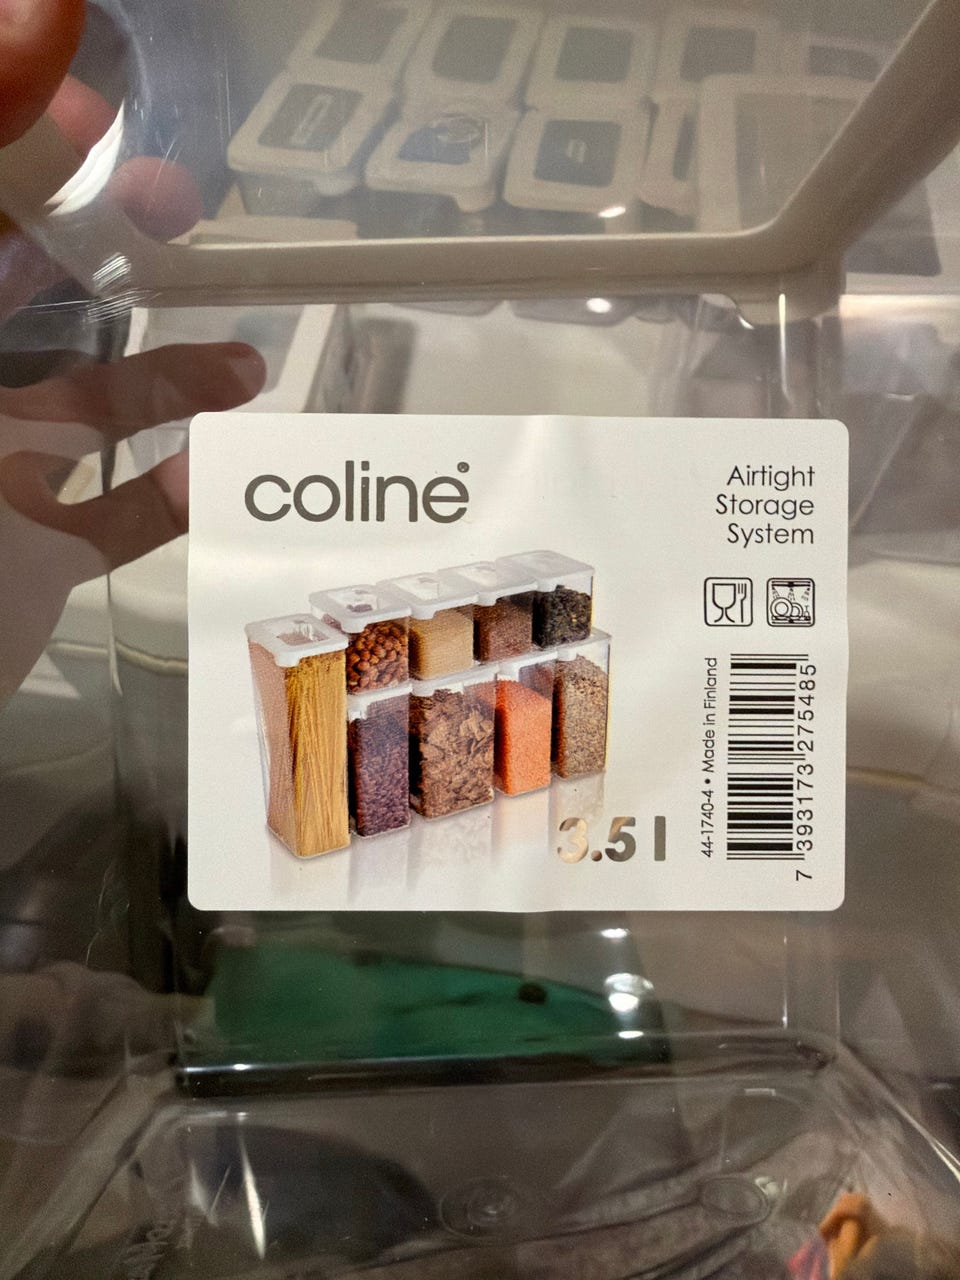 coline®
Airtight
Storage
System
3.5 l
44-1740-4 • Made in Finland
7 393173 275485